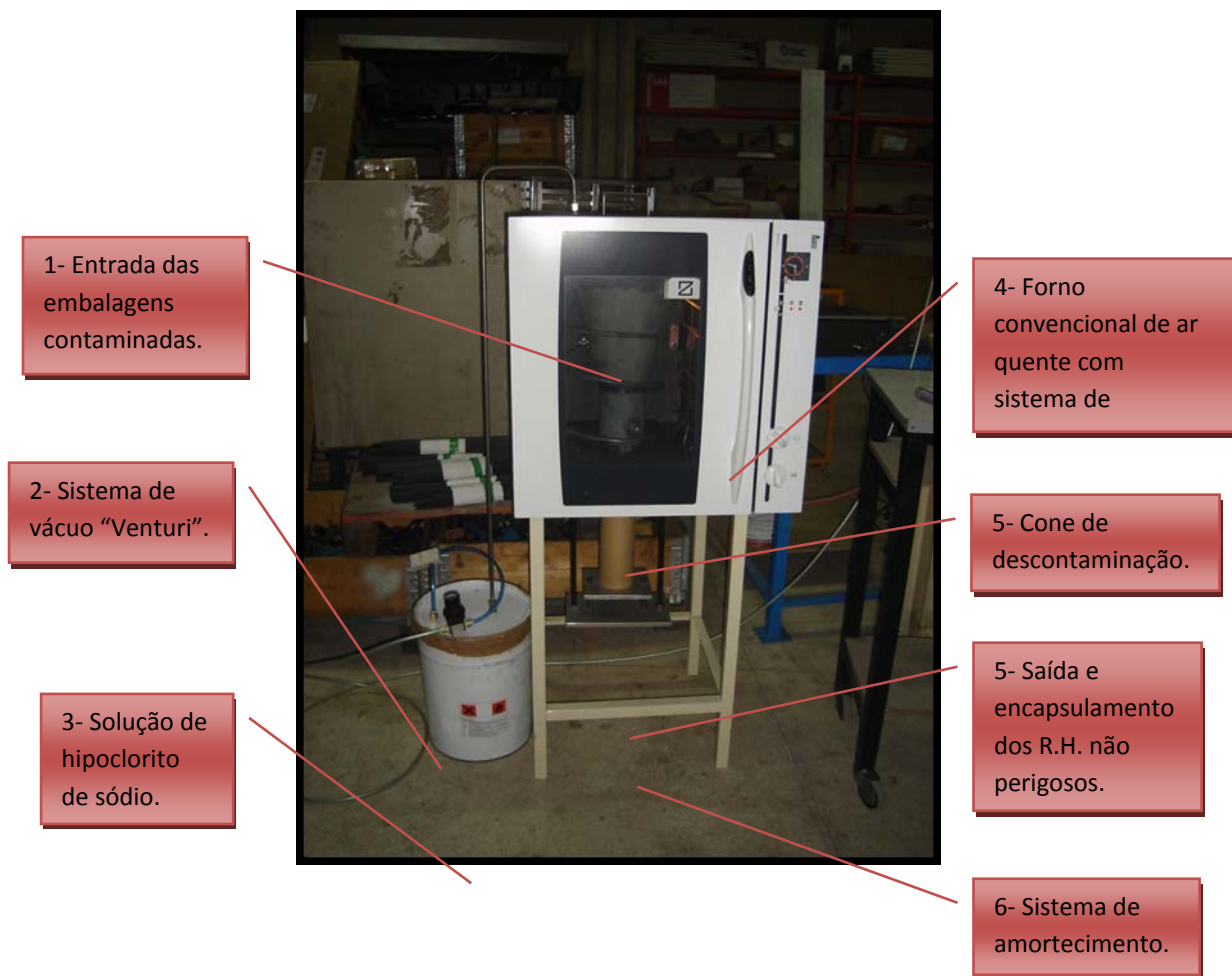 1- Entrada das
embalagens
contaminadas.
2- Sistema de
vácuo “Venturi”.
3- Solução de
hipoclorito
de sódio.
4- Forno
convencional de ar
quente com
sistema de
5- Cone de
descontaminação.
5- Saída e
encapsulamento
dos R.H. não
perigosos.
6- Sistema de
amortecimento.